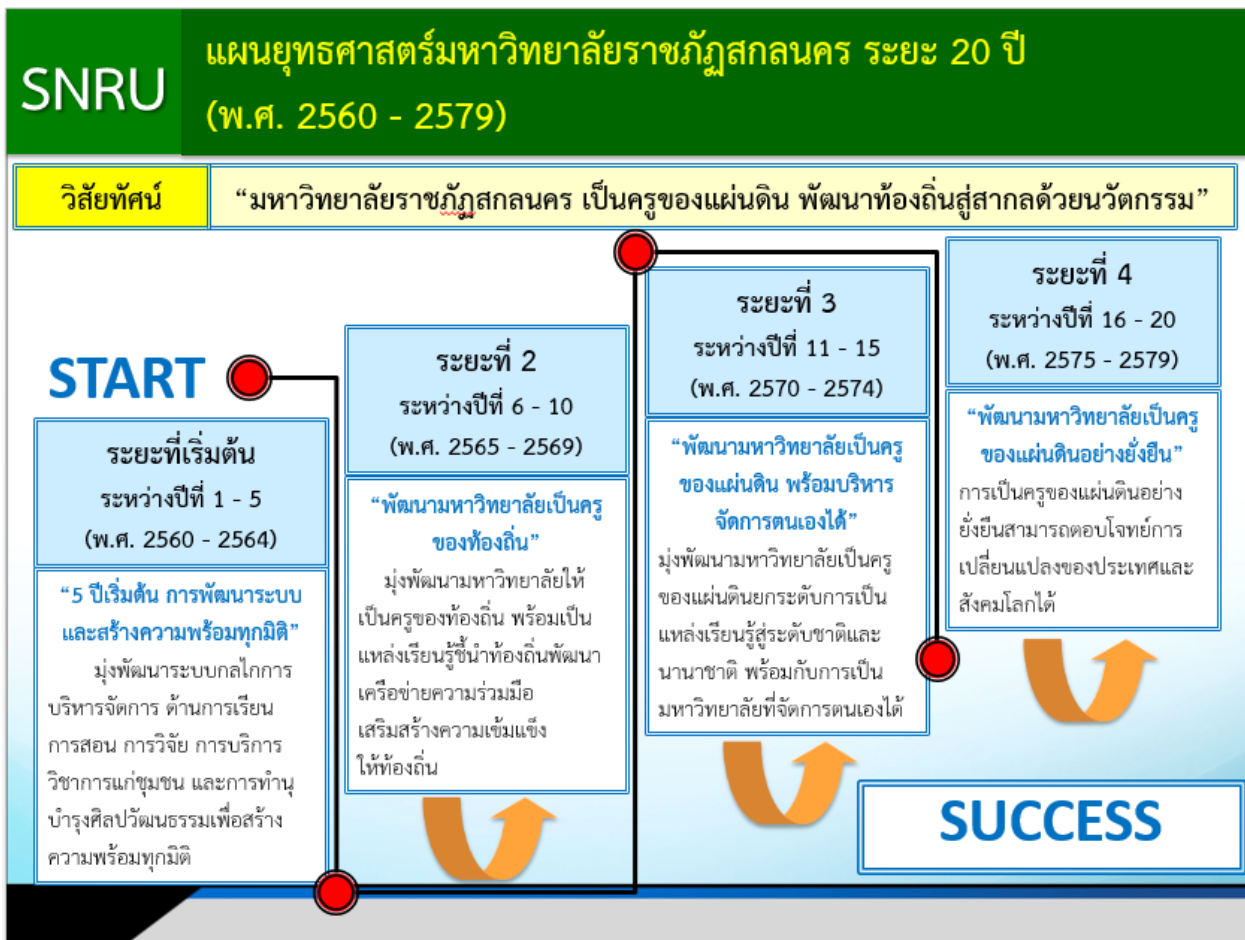 SNRU
แผนยุทธศาสตร์มหาวิทยาลัยราชภัฏสกลนคร ระยะ 20 ปี
(พ.ศ. 2560 - 2579)
วิสัยทัศน์
“มหาวิทยาลัยราชภัฏสกลนคร เป็นครูของแผ่นดิน พัฒนาท้องถิ่นสู่สากลด้วยนวัตกรรม”
START
ระยะที่เริ่มต้น
ระหว่างปีที่ 1 - 5
(พ.ศ. 2560 - 2564)
“5 ปีเริ่มต้น การพัฒนาระบบ
และสร้างความพร้อมทุกมิติ”
มุ่งพัฒนาระบบกลไกการ
บริหารจัดการ ด้านการเรียน
การสอน การวิจัย การบริการ
วิชาการแก่ชุมชน และการทำนุ
บำรุงศิลปวัฒนธรรมเพื่อสร้าง
ความพร้อมทุกมิติ
ระยะที่ 2
ระหว่างปีที่ 6 - 10
(พ.ศ. 2565 - 2569)
“พัฒนามหาวิทยาลัยเป็นครู
ของท้องถิ่น”
มุ่งพัฒนามหาวิทยาลัยให้
เป็นครูของท้องถิ่น พร้อมเป็น
แหล่งเรียนรู้ชี้นำท้องถิ่นพัฒนา
เครือข่ายความร่วมมือ
เสริมสร้างความเข้มแข็ง
ให้ท้องถิ่น
ระยะที่ 3
ระหว่างปีที่ 11 - 15
(พ.ศ. 2570 - 2574)
“พัฒนามหาวิทยาลัยเป็นครู
ของแผ่นดิน พร้อมบริหาร
จัดการตนเองได้”
มุ่งพัฒนามหาวิทยาลัยเป็นครู
ของแผ่นดินยกระดับการเป็น
แหล่งเรียนรู้สู่ระดับชาติและ
นานาชาติ พร้อมกับการเป็น
มหาวิทยาลัยที่จัดการตนเองได้
ระยะที่ 4
ระหว่างปีที่ 16 - 20
(พ.ศ. 2575 - 2579)
“พัฒนามหาวิทยาลัยเป็นครู
ของแผ่นดินอย่างยั่งยืน”
การเป็นครูของแผ่นดินอย่าง
ยั่งยืนสามารถตอบโจทย์การ
เปลี่ยนแปลงของประเทศและ
สังคมโลกได้
SUCCESS